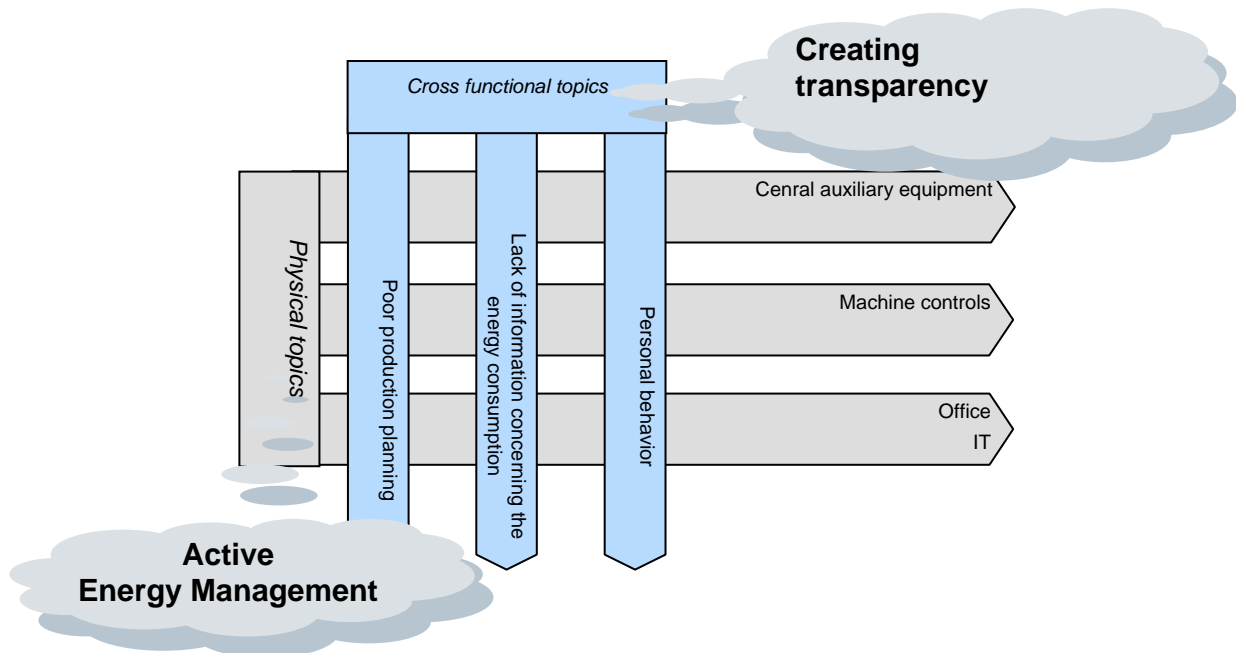 Creating
transparency
Cross functional topics
Cenral auxiliary equipment
Physical topics
Machine controls
Poor production planning
Lack of information concerning the
energy consumption
Personal behavior
Office
IT
Active
Energy Management